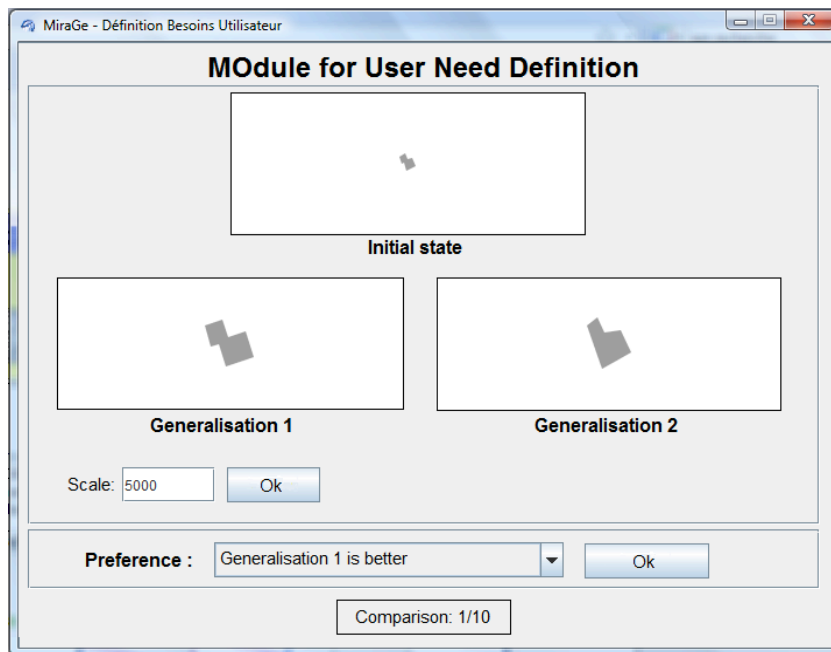 MiraGe - Définition Besoins Utilisateur
MOdule for User Need Definition
Initial state
Generalisation 1
Generalisation 2
Scale: 5000 Ok
Preference : Generalisation 1 is better Ok
Comparison: 1/10